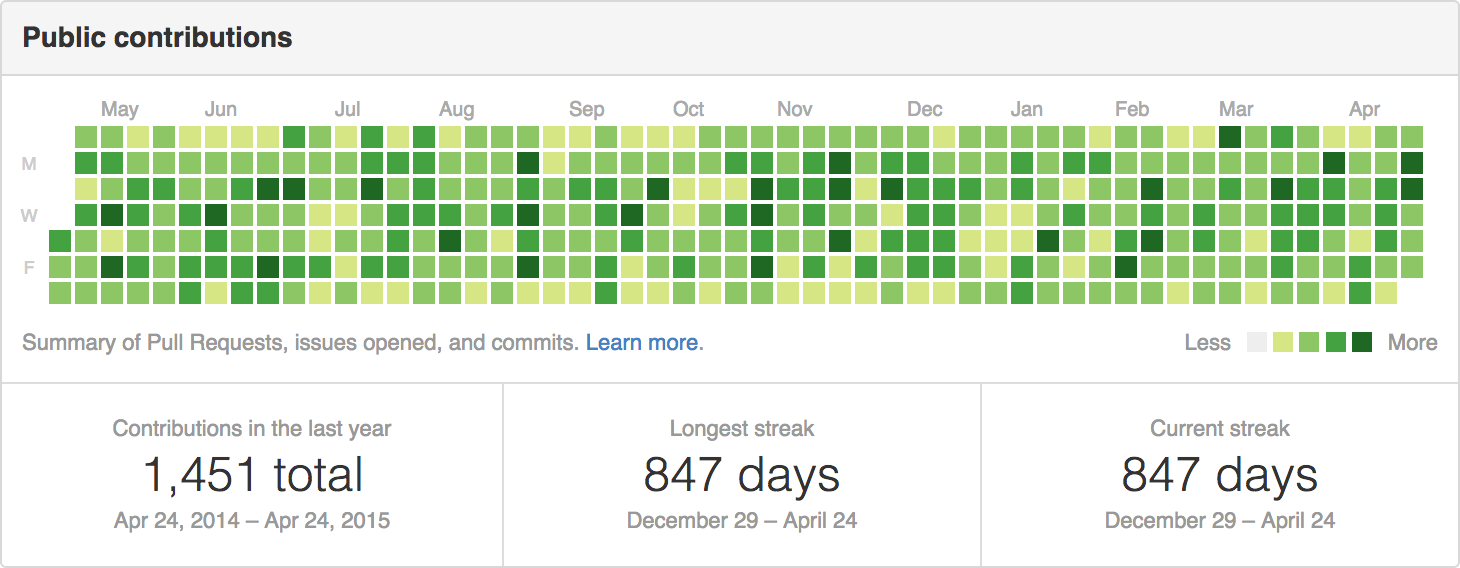 Public contributions
May Jun Jul Aug Sep Oct Nov Dec Jan Feb Mar Apr
M
W
F
Summary of Pull Requests, issues opened, and commits. Learn more.
Less More
Contributions in the last year
1,451 total
Apr 24, 2014 – Apr 24, 2015
Longest streak
847 days
December 29 – April 24
Current streak
847 days
December 29 – April 24